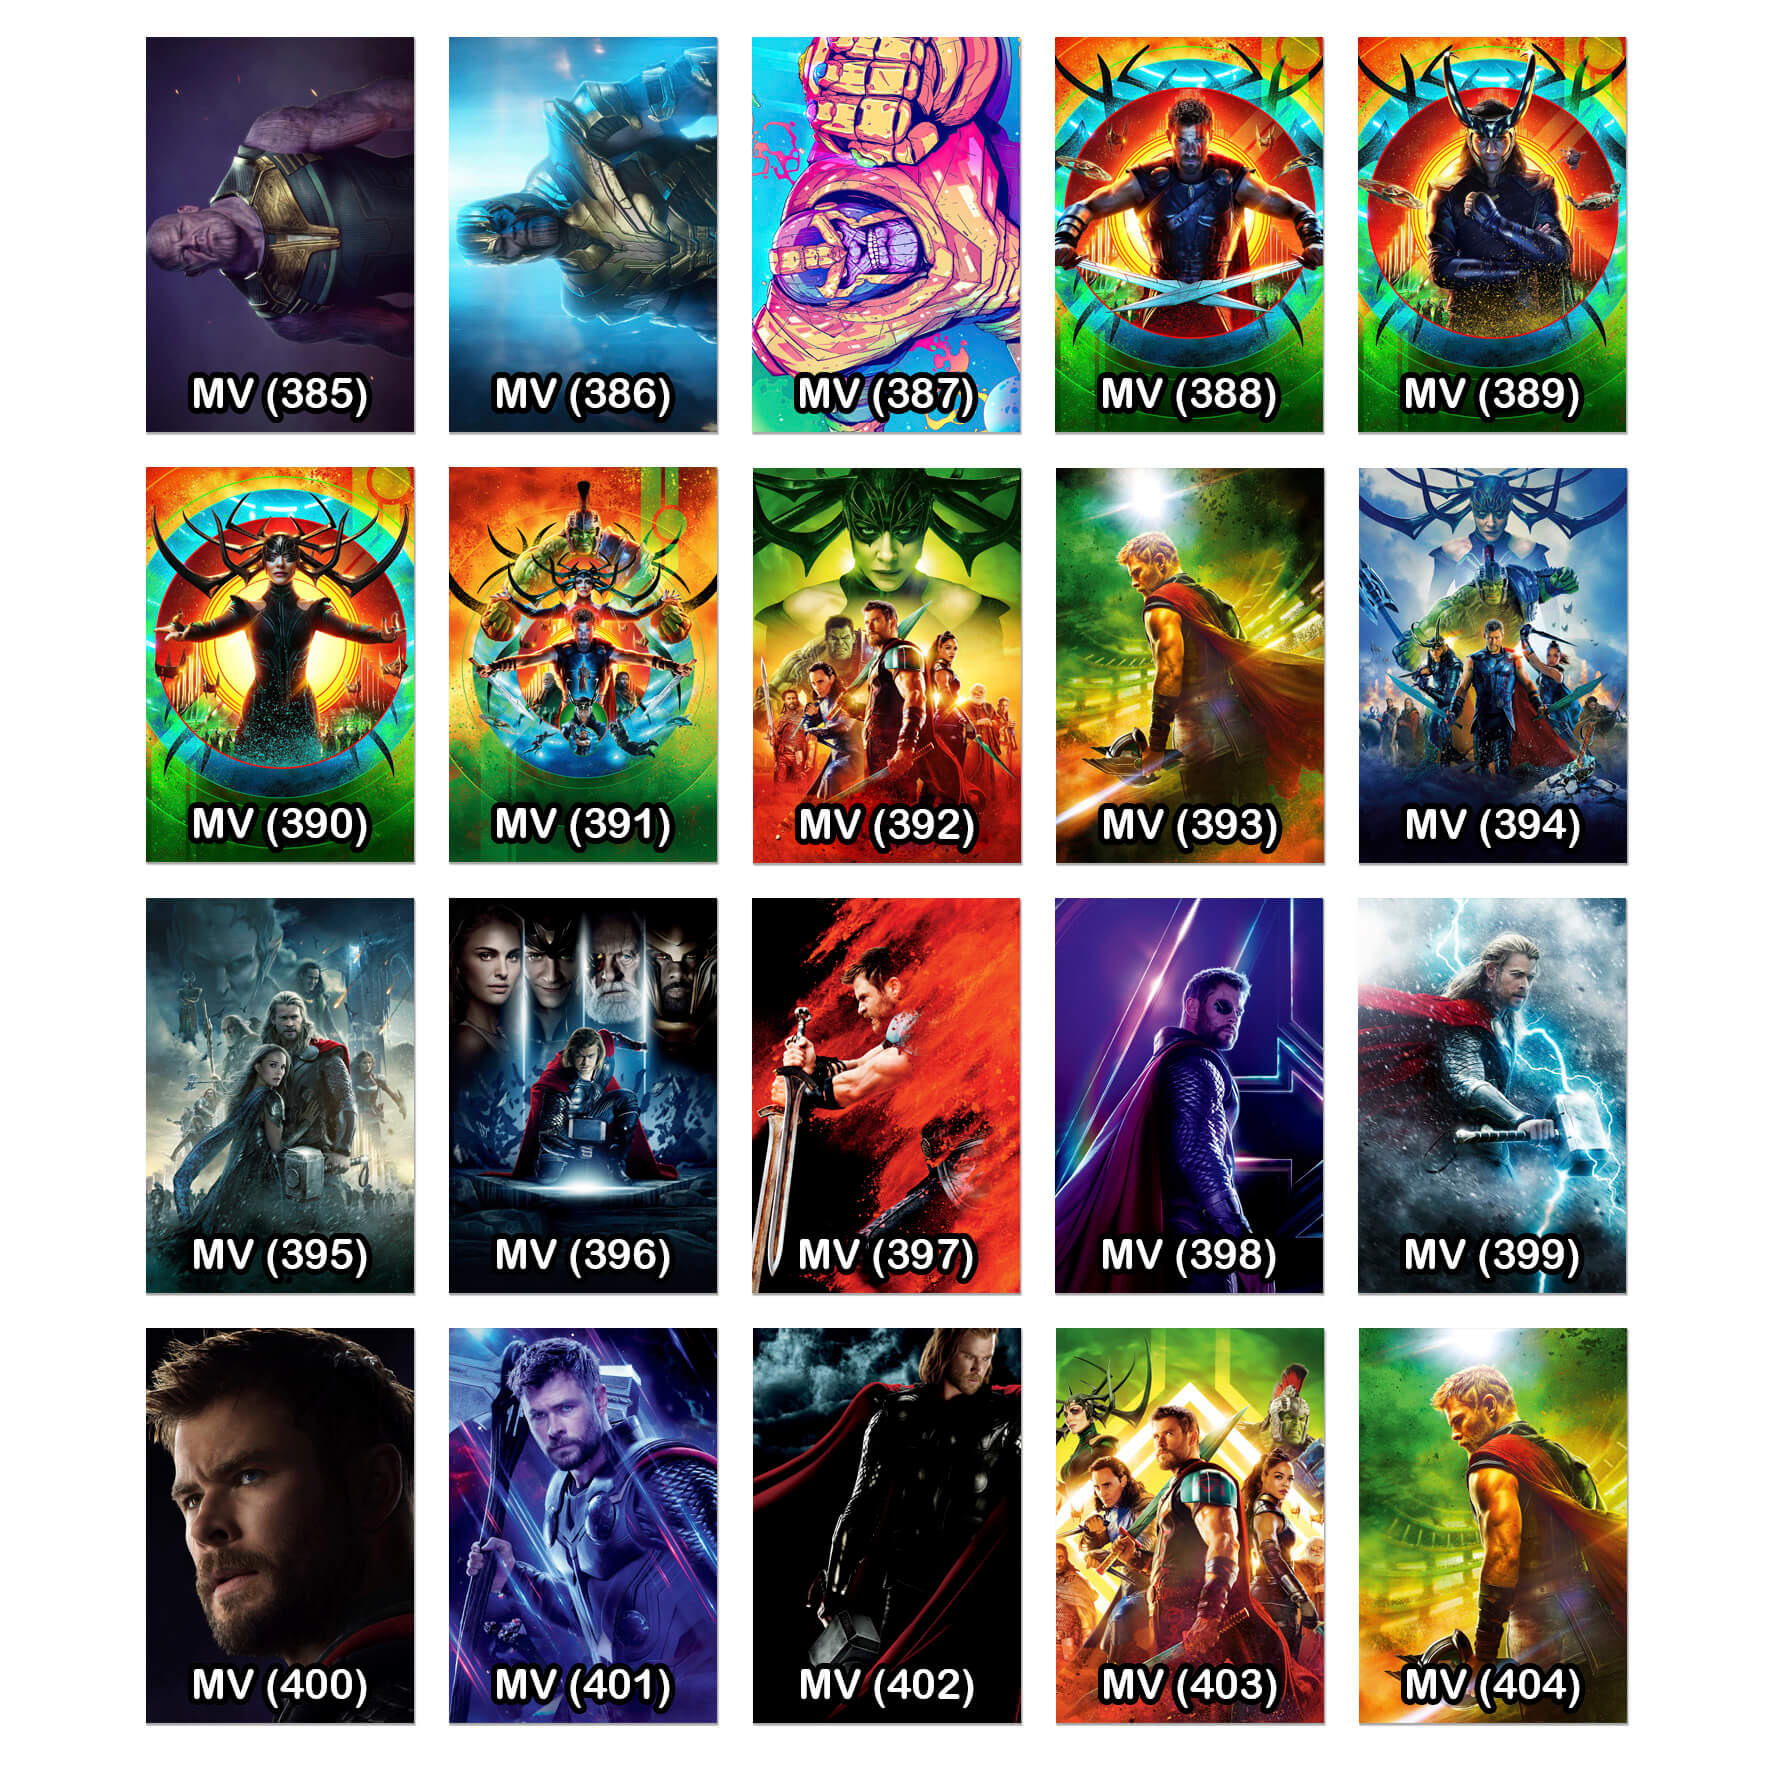 MV (385)
MV (386)
MV (387)
MV (388)
MV (389)
MV (390)
MV (391)
MV (392)
MV (393)
MV (394)
MV (395)
MV (396)
MV (397)
MV (398)
MV (399)
MV (400)
MV (401)
MV (402)
MV (403)
MV (404)